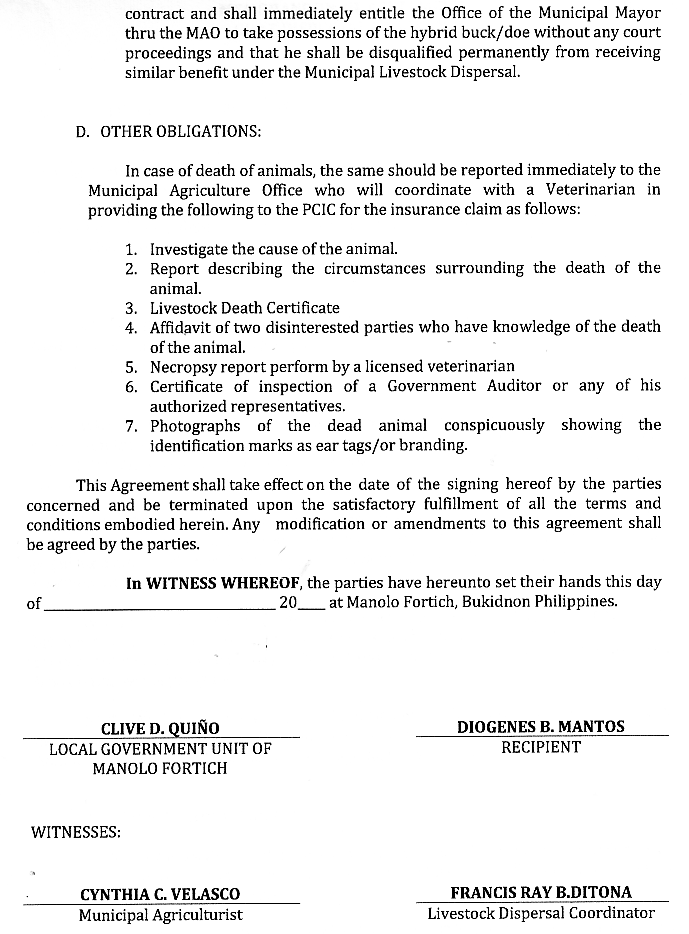 contract and shall immediately entitle the Office of the Municipal Mayor
thru the MAO to take possessions of the hybrid buck/doe without any court
proceedings and that he shall be disqualified permanently from receiving
similar benefit under the Municipal Livestock Dispersal.
D. OTHER OBLIGATIONS:
In case of death of animals, the same should be reported immediately to the
Municipal Agriculture Office who will coordinate with a Veterinarian in
providing the following to the PCIC for the insurance claim as follows:
1. Investigate the cause of the animal.
2. Report describing the circumstances surrounding the death of the
animal.
3. Livestock Death Certificate
4. Affidavit of two disinterested parties who have knowledge of the death
of the animal.
5. Necropsy report perform by a licensed veterinarian
6. Certificate of inspection of a Government Auditor or any of his
authorized representatives.
7. Photographs of the dead animal conspicuously showing the
identification marks as ear tags/or branding.
This Agreement shall take effect on the date of the signing hereof by the parties
concerned and be terminated upon the satisfactory fulfillment of all the terms and
conditions embodied herein. Any modification or amendments to this agreement shall
be agreed by the parties.
In WITNESS WHEREOF, the parties have hereunto set their hands this day
of ______________________________ 20___ at Manolo Fortich, Bukidnon Philippines.
CLIVE D. QUIÑO DIOGENES B. MANTOS
LOCAL GOVERNMENT UNIT OF RECIPIENT
MANOLO FORTICH
WITNESSES:
CYNTHIA C. VELASCO FRANCIS RAY B.DITONA
Municipal Agriculturist Livestock Dispersal Coordinator